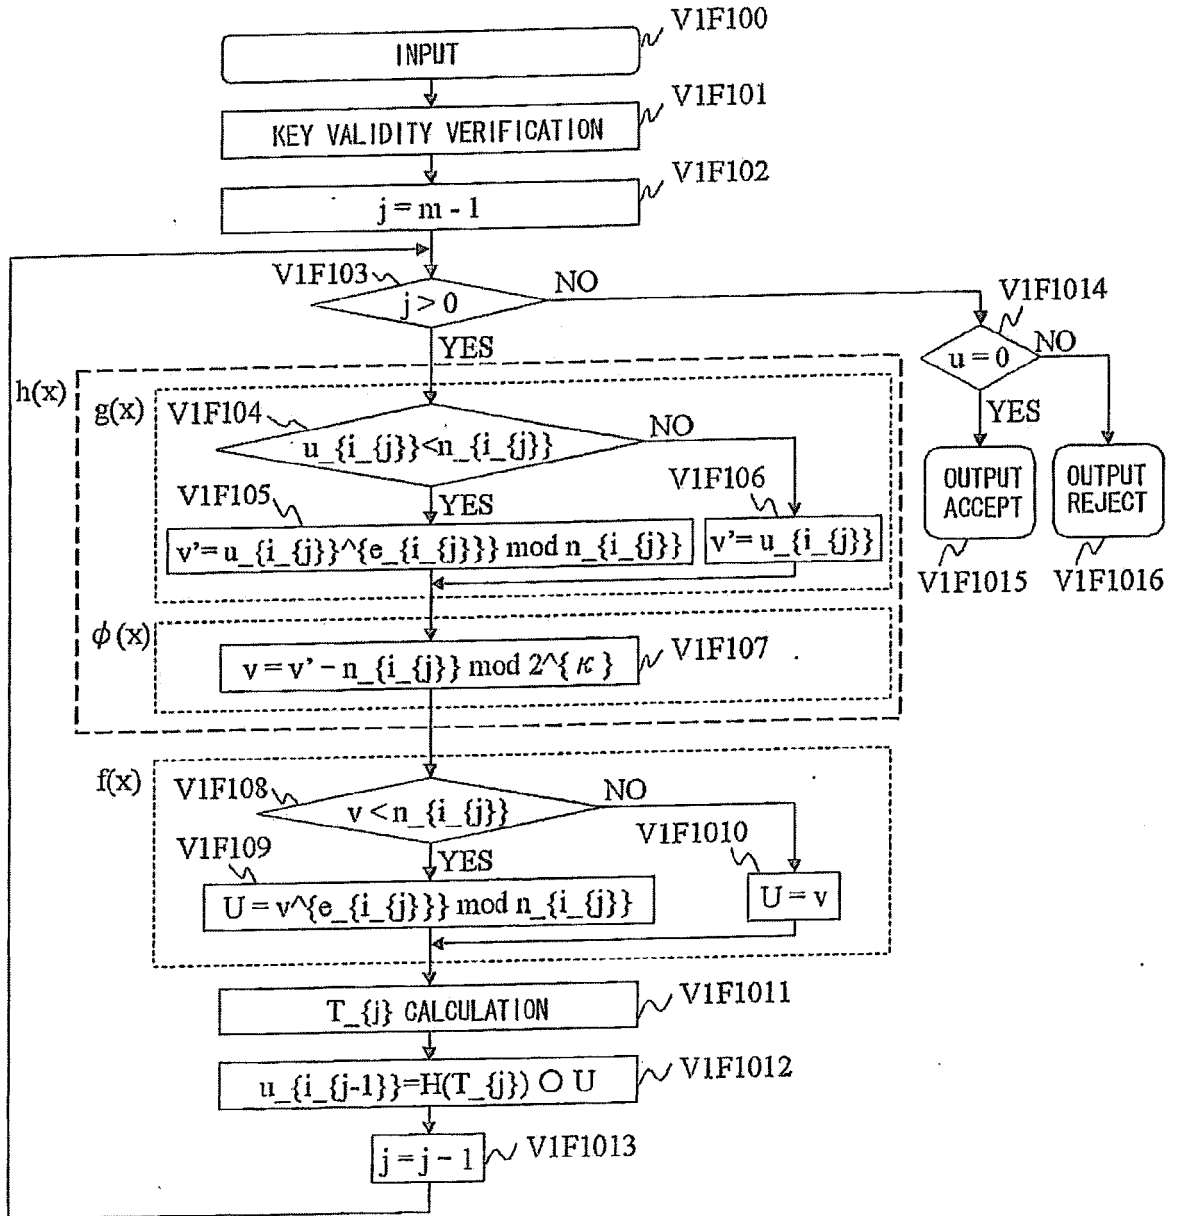 V1F100
INPUT
V1F101
KEY VALIDITY VERIFICATION
V1F102
j = m - 1
V1F103
j > 0
NO
YES
V1F1014
u = 0
NO
YES
OUTPUT ACCEPT
OUTPUT REJECT
V1F1015
V1F1016
h(x)
g(x)
V1F104
u_{i_{j}}<n_{i_{j}}
NO
YES
V1F105
v'= u_{i_{j}}^{e_{i_{j}}} mod n_{i_{j}}
V1F106
v'= u_{i_{j}}
ϕ(x)
v = v' − n_{i_{j}} mod 2^{κ}
V1F107
f(x)
V1F108
v < n_{i_{j}}
NO
YES
V1F109
U = v^{e_{i_{j}}} mod n_{i_{j}}
V1F1010
U = v
T_{j} CALCULATION
V1F1011
u_{i_{j-1}}=H(T_{j}) ○ U
V1F1012
j = j − 1
V1F1013